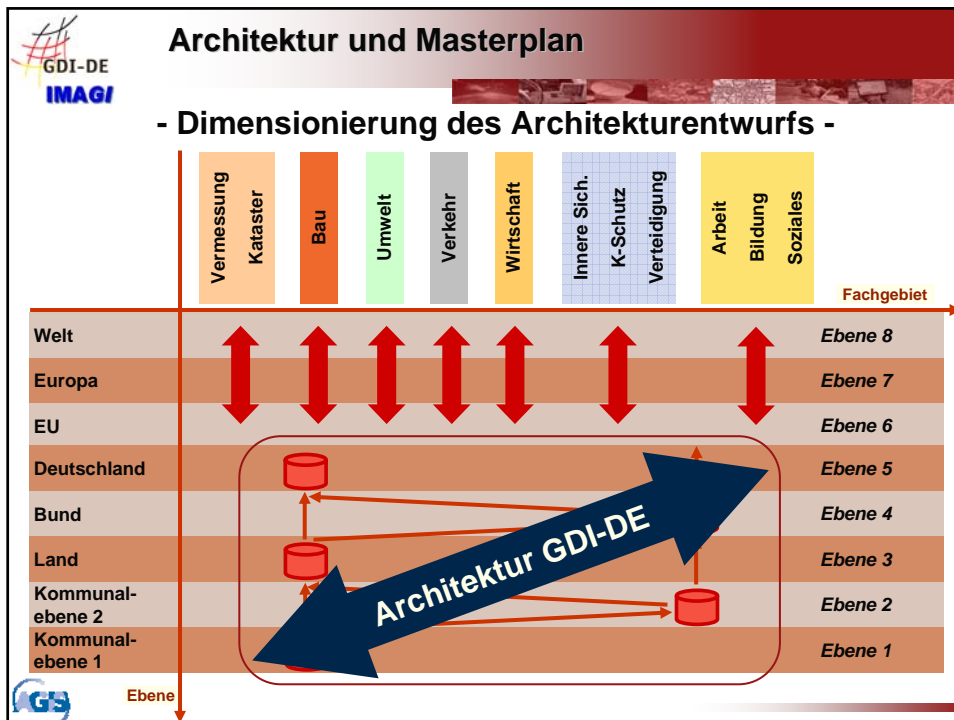 GDI-DE
IMAGI
Architektur und Masterplan
- Dimensionierung des Architekturentwurfs -
Vermessung
Kataster
Bau
Umwelt
Verkehr
Wirtschaft
Innere Sich.
K-Schutz
Verteidigung
Arbeit
Bildung
Soziales
Fachgebiet
Welt
Ebene 8
Europa
Ebene 7
EU
Ebene 6
Deutschland
Ebene 5
Bund
Ebene 4
Land
Ebene 3
Kommunal-
ebene 2
Ebene 2
Kommunal-
ebene 1
Ebene 1
Architektur GDI-DE
Ebene
AGIS